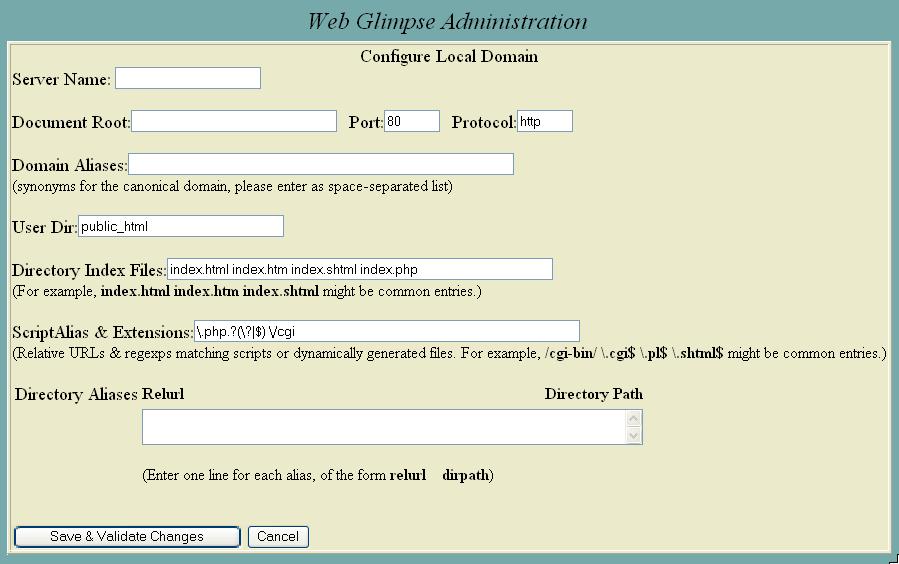 Web Glimpse Administration
Configure Local Domain
Server Name:
Document Root: Port: 80 Protocol: http
Domain Aliases:
(synonyms for the canonical domain, please enter as space-separated list)
User Dir: public_html
Directory Index Files: index.html index.htm index.shtml index.php
(For example, index.html index.htm index.shtml might be common entries.)
ScriptAlias & Extensions: \.php.?(\?|$) \/cgi
(Relative URLs & regexps matching scripts or dynamically generated files. For example, /cgi-bin/ \.cgi$ \.pl$ \.shtml$ might be common entries.)
Directory Aliases Relurl Directory Path
(Enter one line for each alias, of the form relurl dirpath)
Save & Validate Changes Cancel